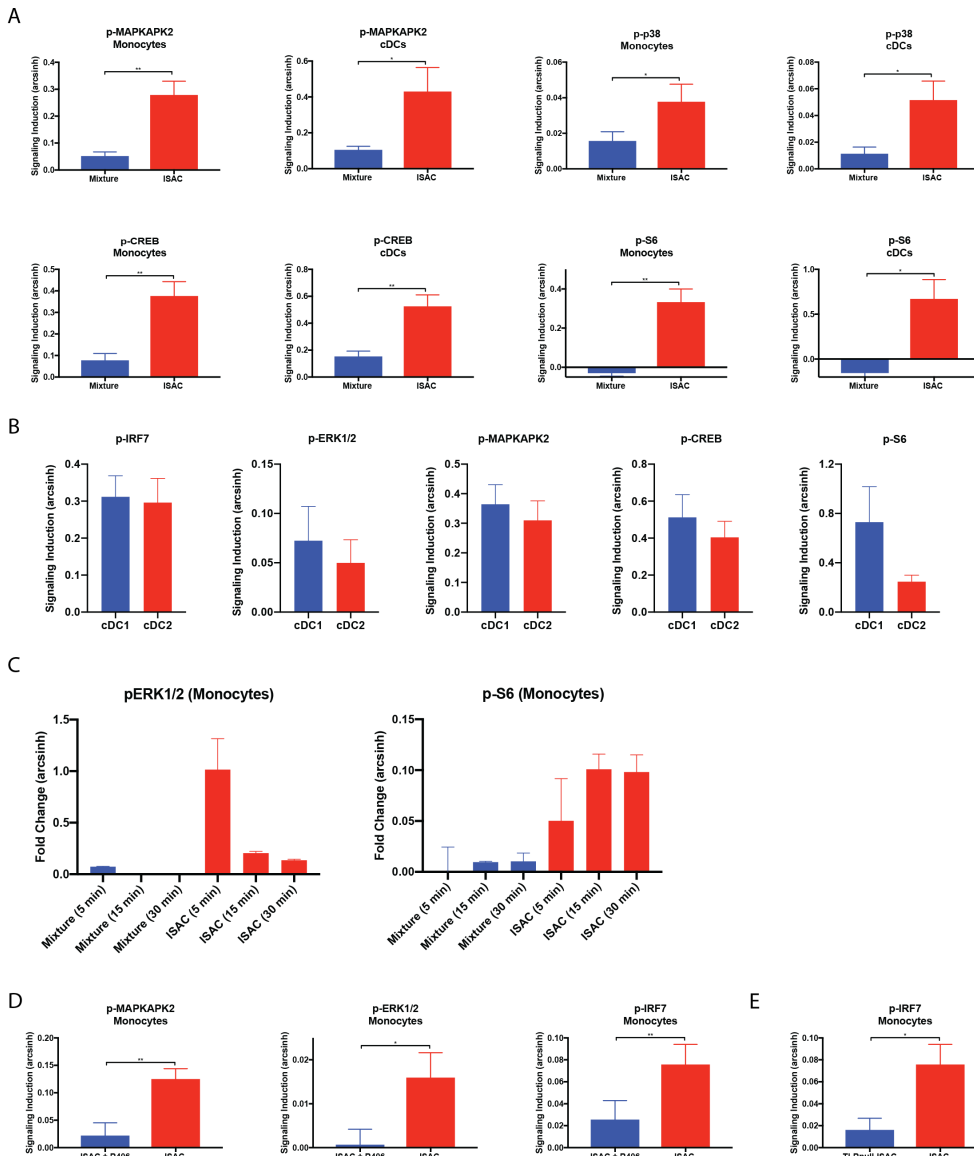 A
p-MAPKAPK2
Monocytes
Signaling Induction (arcsinh)
0.4
0.3
0.2
0.1
0.0
**
Mixture
ISAC
p-MAPKAPK2
cDCs
Signaling Induction (arcsinh)
0.6
0.4
0.2
0.0
*
Mixture
ISAC
p-p38
Monocytes
Signaling Induction (arcsinh)
0.06
0.04
0.02
0.00
*
Mixture
ISAC
p-p38
cDCs
Signaling Induction (arcsinh)
0.08
0.06
0.04
0.02
0.00
*
Mixture
ISAC
p-CREB
Monocytes
Signaling Induction (arcsinh)
0.5
0.4
0.3
0.2
0.1
0.0
**
Mixture
ISAC
p-CREB
cDCs
Signaling Induction (arcsinh)
0.8
0.6
0.4
0.2
0.0
**
Mixture
ISAC
p-S6
Monocytes
Signaling Induction (arcsinh)
0.4
0.2
0.0
**
Mixture
ISAC
p-S6
cDCs
Signaling Induction (arcsinh)
1.0
0.5
0.0
*
Mixture
ISAC
B
p-IRF7
Signaling Induction (arcsinh)
0.4
0.3
0.2
0.1
0.0
cDC1
cDC2
p-ERK1/2
Signaling Induction (arcsinh)
0.15
0.10
0.05
0.00
cDC1
cDC2
p-MAPKAPK2
Signaling Induction (arcsinh)
0.5
0.4
0.3
0.2
0.1
0.0
cDC1
cDC2
p-CREB
Signaling Induction (arcsinh)
0.8
0.6
0.4
0.2
0.0
cDC1
cDC2
p-S6
Signaling Induction (arcsinh)
1.2
0.8
0.4
0.0
cDC1
cDC2
C
pERK1/2 (Monocytes)
Fold Change (arcsinh)
1.5
1.0
0.5
0.0
Mixture (5 min)
Mixture (15 min)
Mixture (30 min)
ISAC (5 min)
ISAC (15 min)
ISAC (30 min)
p-S6 (Monocytes)
Fold Change (arcsinh)
0.15
0.10
0.05
0.00
Mixture (5 min)
Mixture (15 min)
Mixture (30 min)
ISAC (5 min)
ISAC (15 min)
ISAC (30 min)
D
p-MAPKAPK2
Monocytes
Signaling Induction (arcsinh)
0.20
0.15
0.10
0.05
0.00
**
ISAC + R406
ISAC
p-ERK1/2
Monocytes
Signaling Induction (arcsinh)
0.02
0.01
0.00
*
ISAC + R406
ISAC
p-IRF7
Monocytes
Signaling Induction (arcsinh)
0.10
0.08
0.06
0.04
0.02
0.00
**
ISAC + R406
ISAC
E
p-IRF7
Monocytes
Signaling Induction (arcsinh)
0.10
0.08
0.06
0.04
0.02
0.00
*
TLRnull ISAC
ISAC